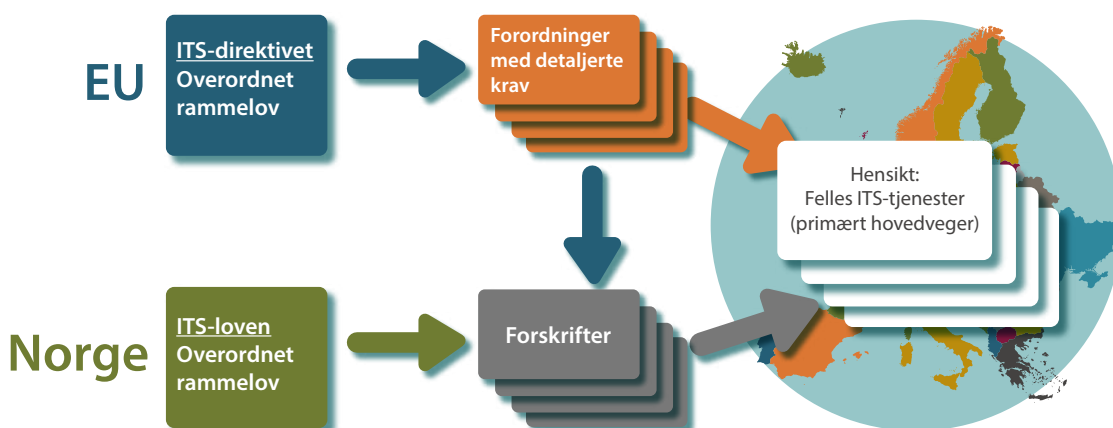 EU
ITS-direktivet
Overordnet
rammelov
Forordninger
med detaljerte
krav
Hensikt:
Felles ITS-tjenester
(primært hovedveger)
Norge
ITS-loven
Overordnet
rammelov
Forskrifter